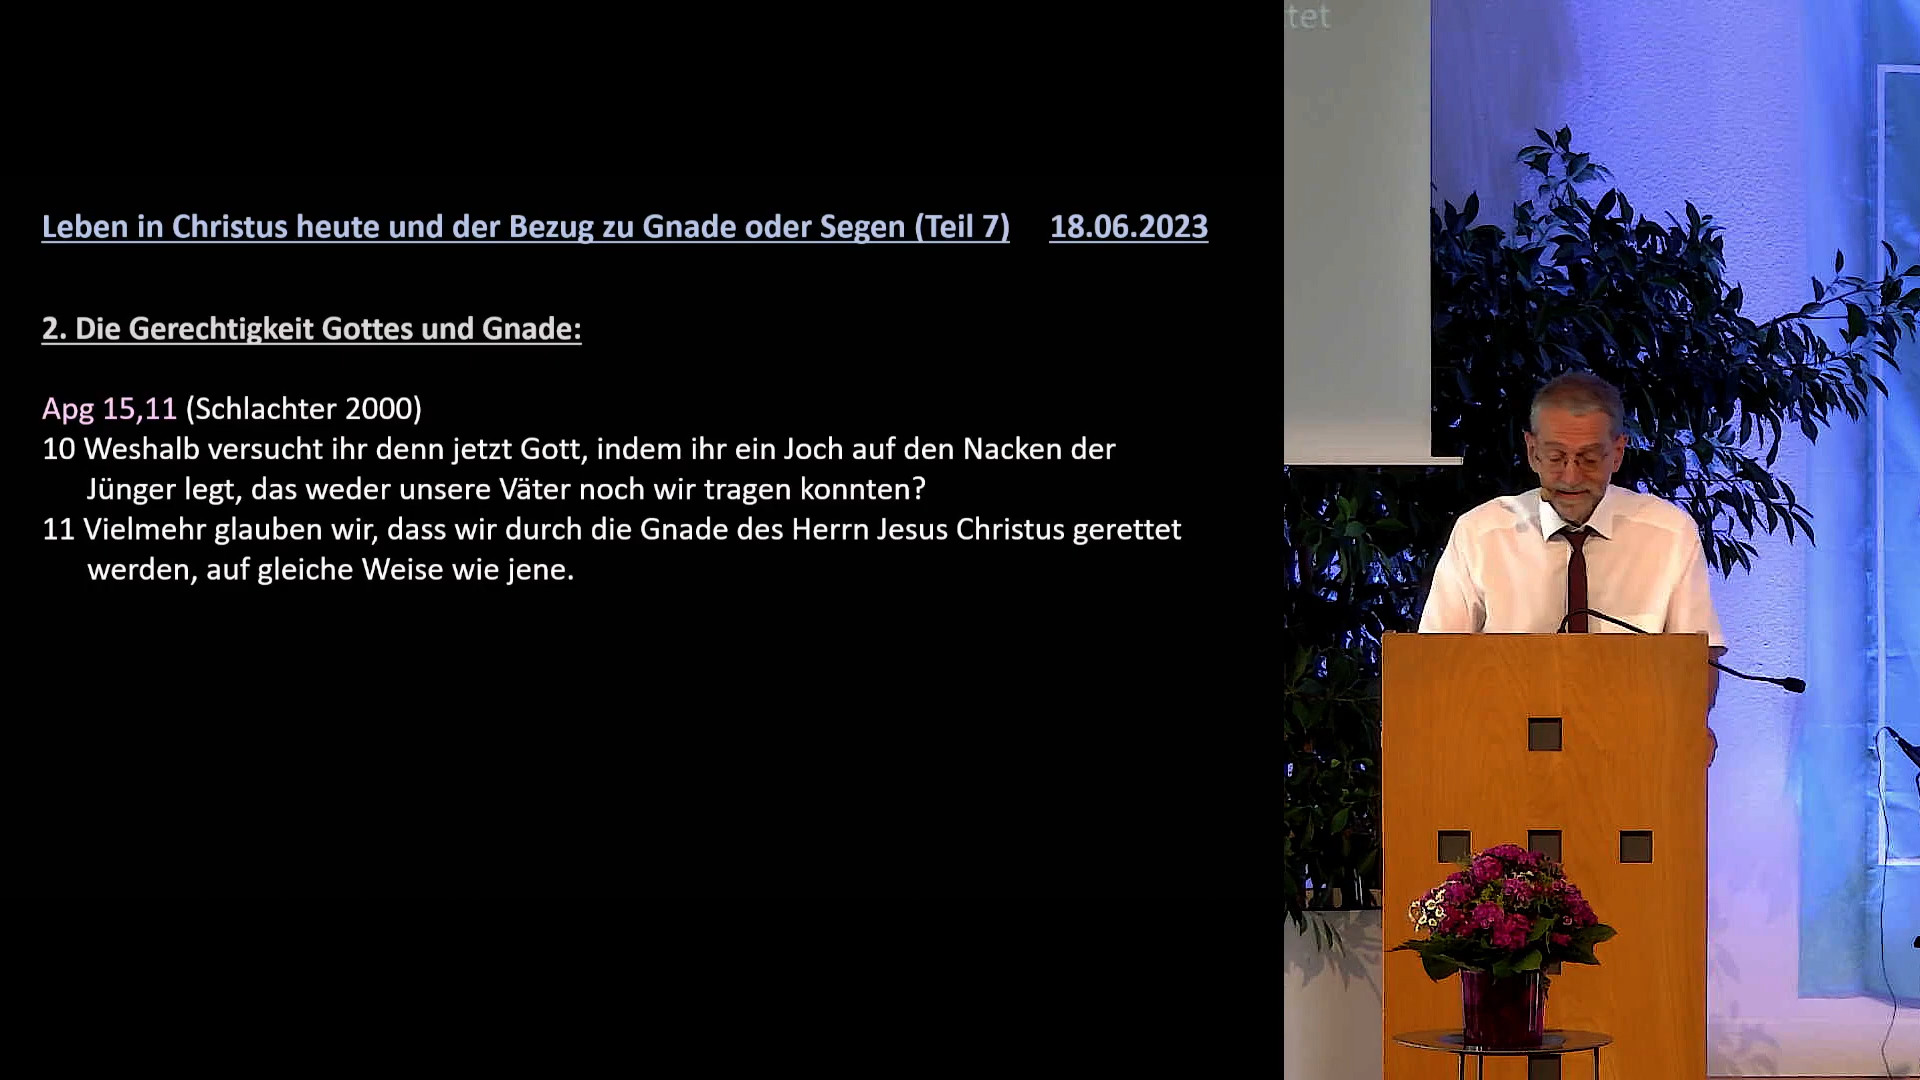 Leben in Christus heute und der Bezug zu Gnade oder Segen (Teil 7) 18.06.2023
2. Die Gerechtigkeit Gottes und Gnade:
Apg 15,11 (Schlachter 2000)
10 Weshalb versucht ihr denn jetzt Gott, indem ihr ein Joch auf den Nacken der
Jünger legt, das weder unsere Väter noch wir tragen konnten?
11 Vielmehr glauben wir, dass wir durch die Gnade des Herrn Jesus Christus gerettet
werden, auf gleiche Weise wie jene.
tet